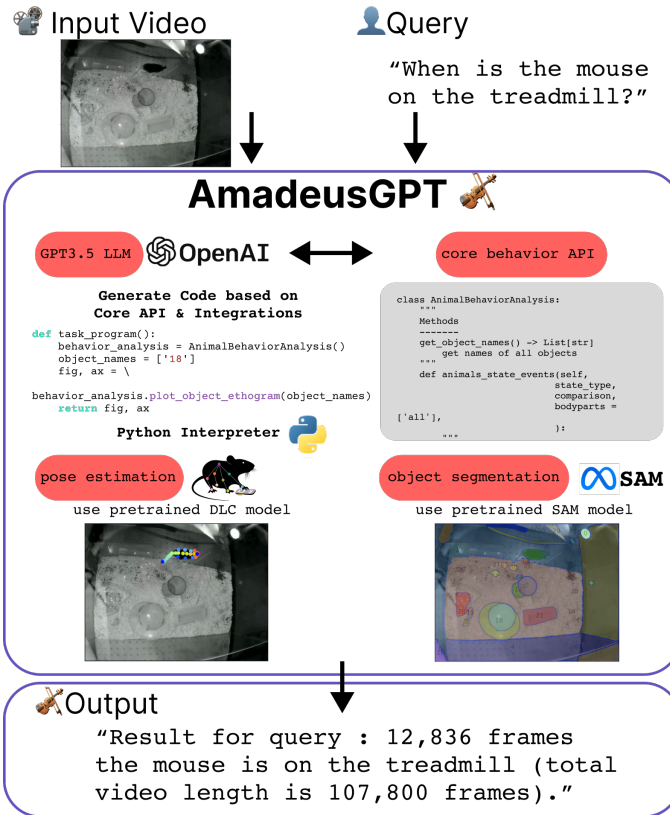 Input Video
Query
“When is the mouse
on the treadmill?”
AmadeusGPT
GPT3.5 LLM
OpenAI
core behavior API
Generate Code based on
Core API & Integrations
def task_program():
    behavior_analysis = AnimalBehaviorAnalysis()
    object_names = ['18']
    fig, ax = \
behavior_analysis.plot_object_ethogram(object_names)
    return fig, ax
Python Interpreter
class AnimalBehaviorAnalysis:
    """
    Methods
    -------
    get_object_names() -> List[str]
        get names of all objects
    """
    def animals_state_events(self,
                             state_type,
                             comparison,
                             bodyparts =
['all'],
                             ):
        """
pose estimation
use pretrained DLC model
object segmentation
SAM
use pretrained SAM model
Output
“Result for query : 12,836 frames
the mouse is on the treadmill (total
video length is 107,800 frames).”